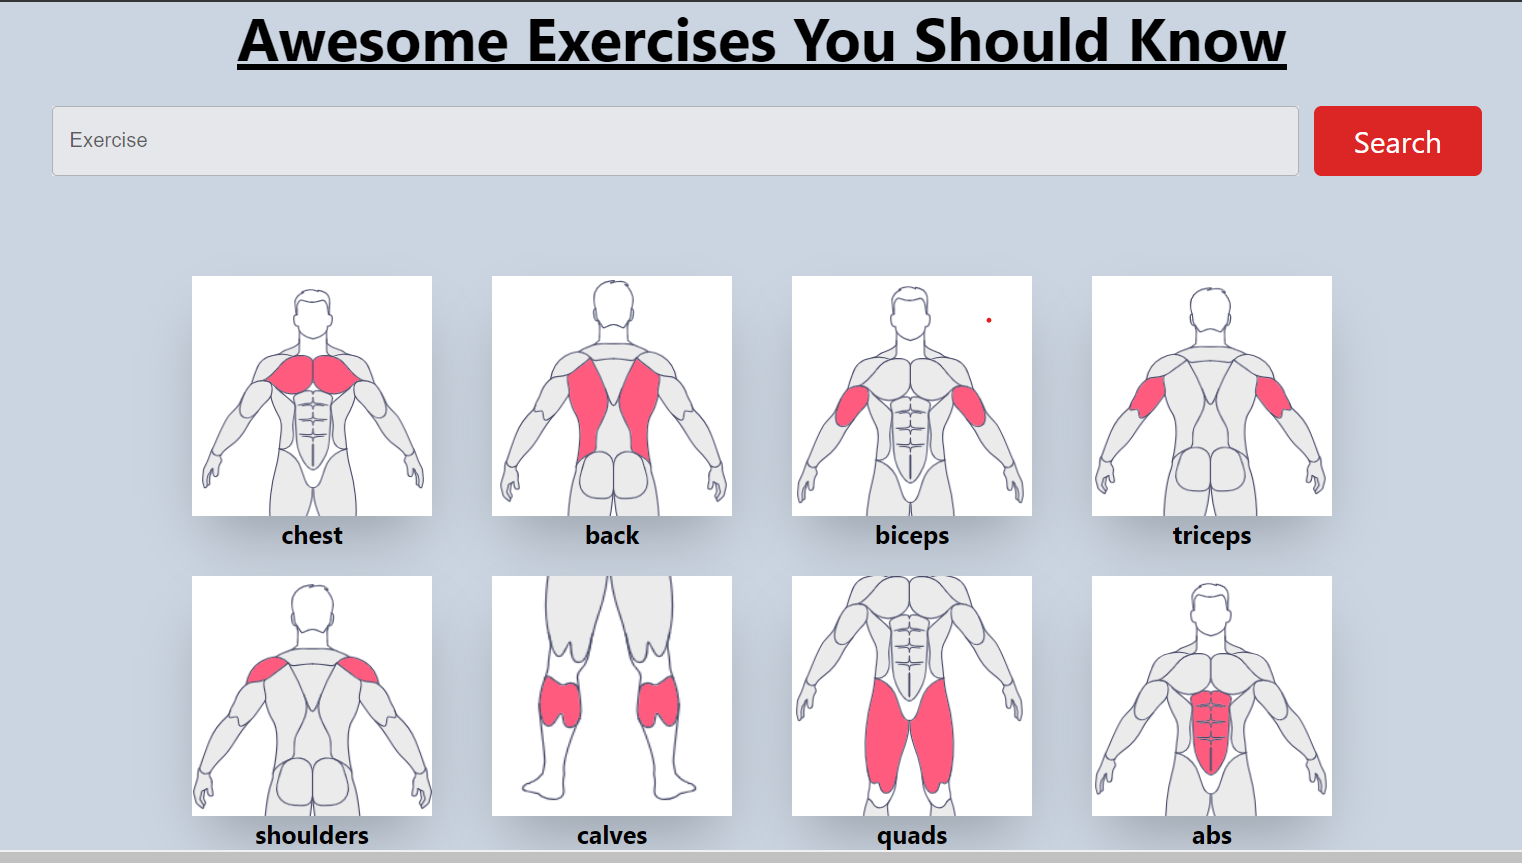 Awesome Exercises You Should Know
Exercise
Search
chest
back
biceps
triceps
shoulders
calves
quads
abs